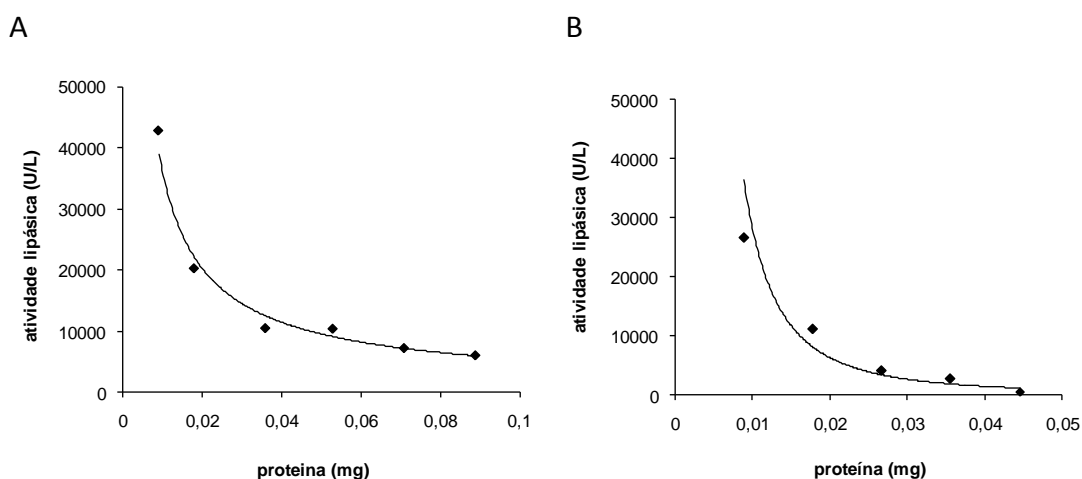 A
50000
40000
30000
20000
10000
0
0 0,02 0,04 0,06 0,08 0,1
proteina (mg)
atividade lipásica (U/L)
B
50000
40000
30000
20000
10000
0
0 0,01 0,02 0,03 0,04 0,05
proteína (mg)
atividade lipásica (U/L)